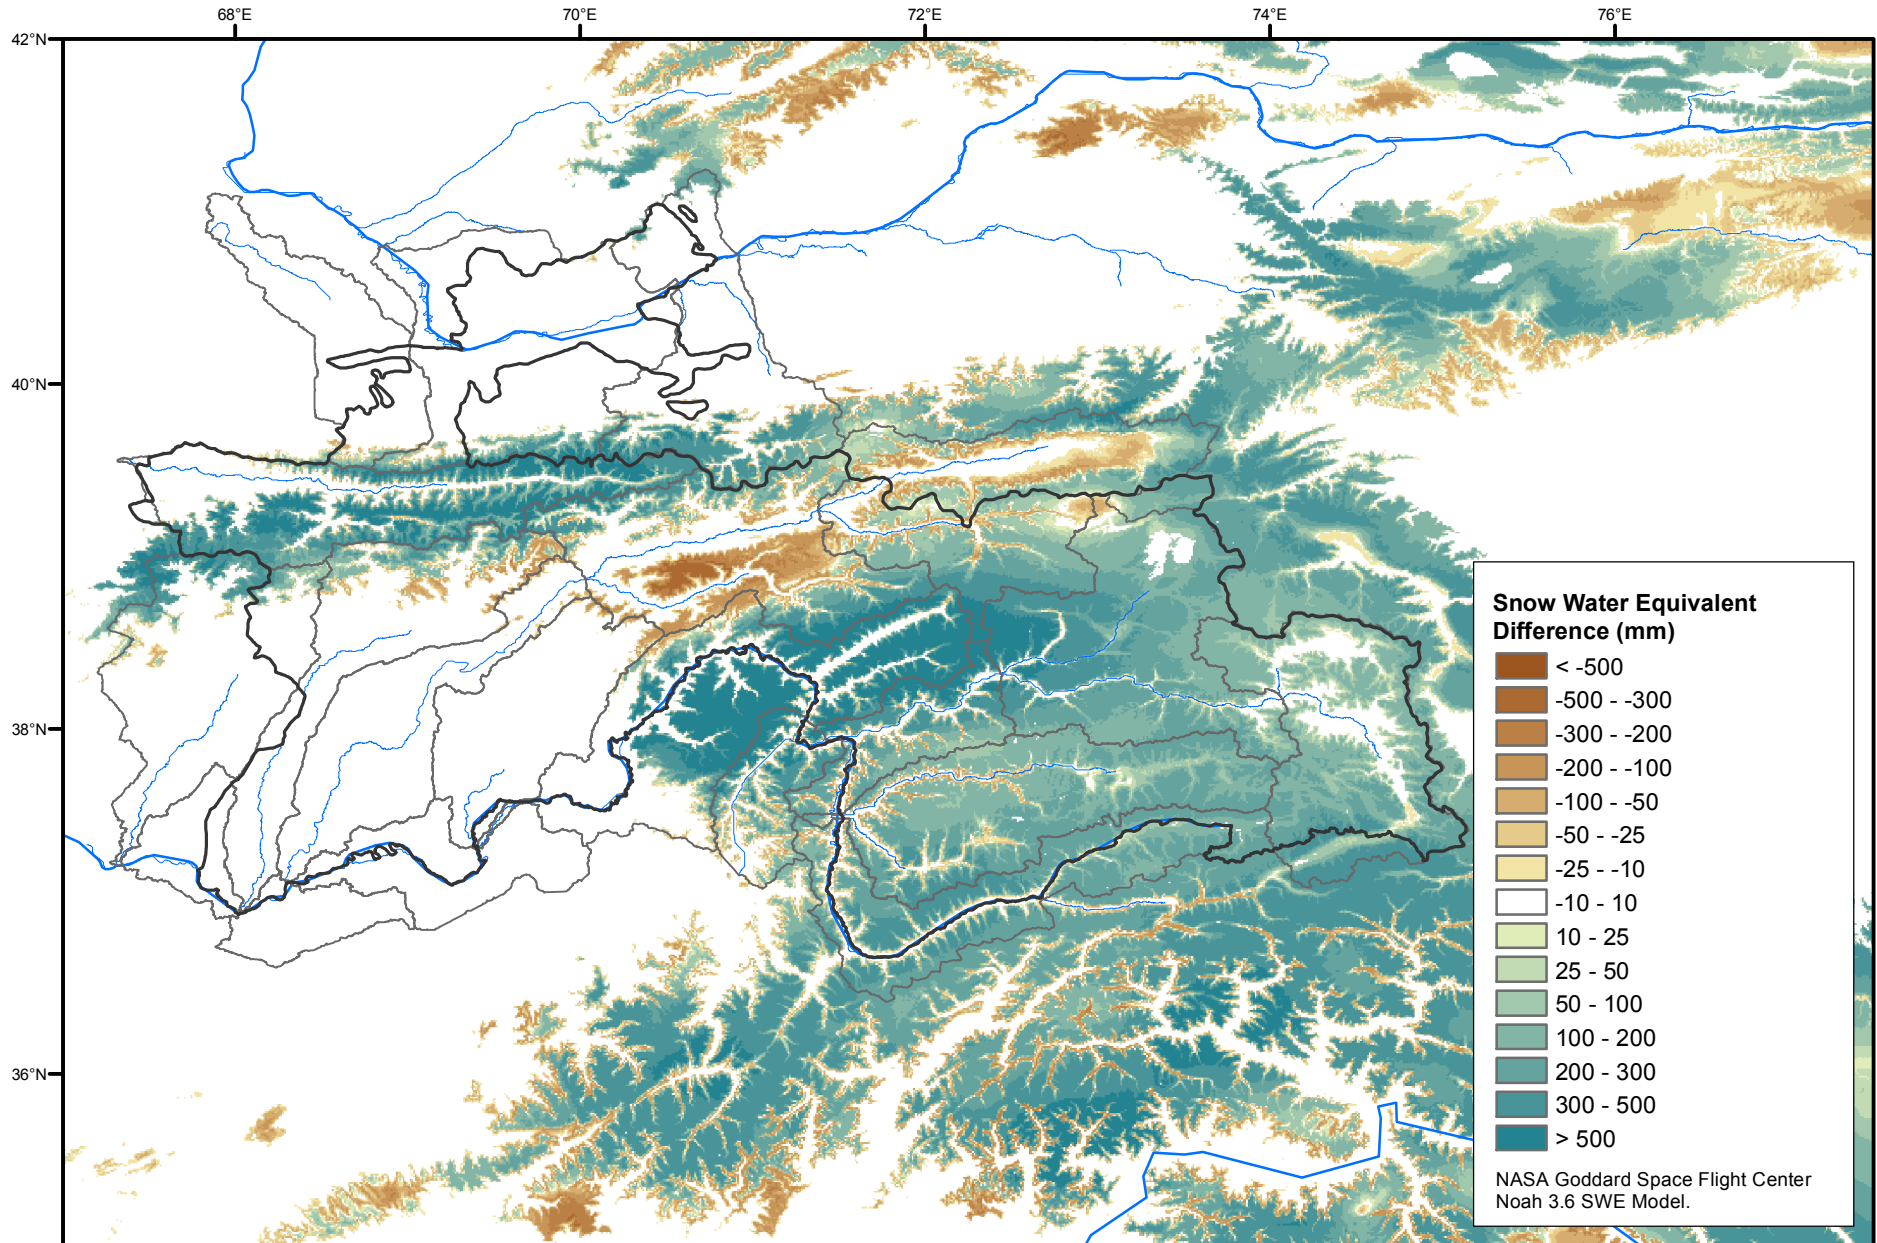 68°E
70°E
72°E
74°E
76°E
42°N
40°N
38°N
36°N
Snow Water Equivalent
Difference (mm)
< -500
-500 - -300
-300 - -200
-200 - -100
-100 - -50
-50 - -25
-25 - -10
-10 - 10
10 - 25
25 - 50
50 - 100
100 - 200
200 - 300
300 - 500
> 500
NASA Goddard Space Flight Center
Noah 3.6 SWE Model.